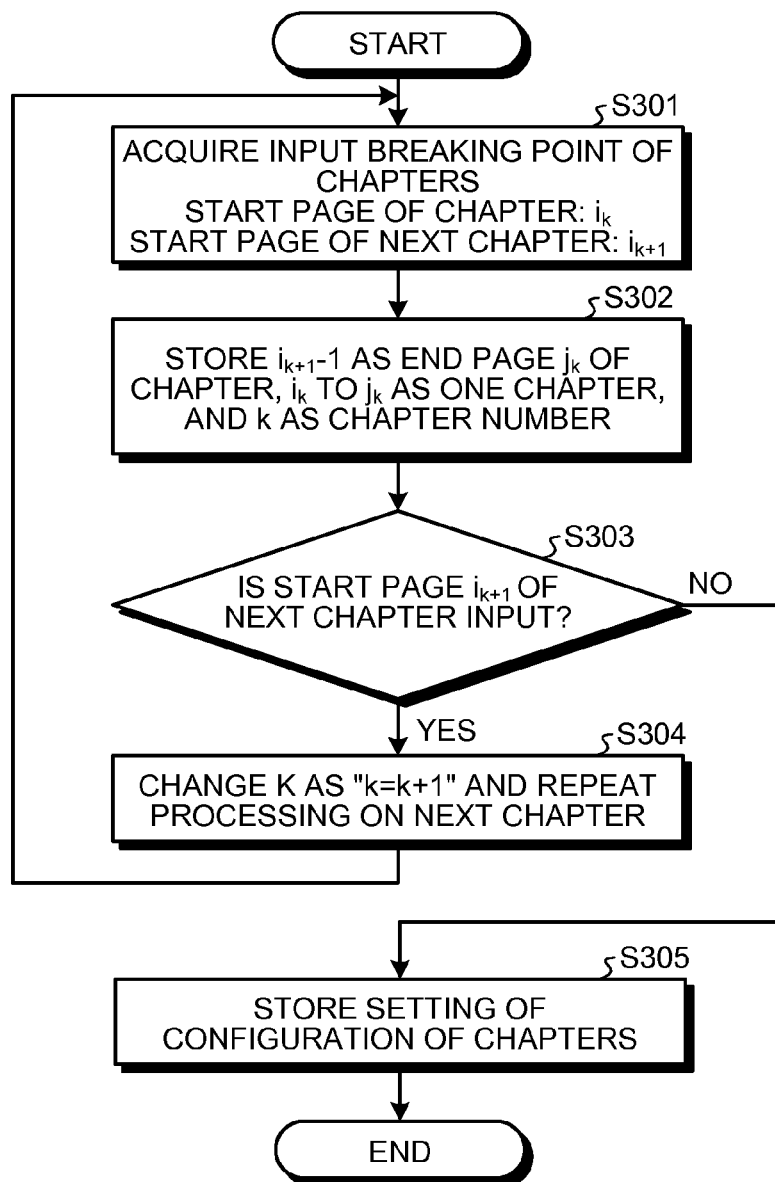 START
S301
ACQUIRE INPUT BREAKING POINT OF
CHAPTERS
START PAGE OF CHAPTER: iₖ
START PAGE OF NEXT CHAPTER: iₖ₊₁
S302
STORE iₖ₊₁-1 AS END PAGE jₖ OF
CHAPTER, iₖ TO jₖ AS ONE CHAPTER,
AND k AS CHAPTER NUMBER
S303
IS START PAGE iₖ₊₁ OF
NEXT CHAPTER INPUT?
NO
YES
S304
CHANGE K AS "k=k+1" AND REPEAT
PROCESSING ON NEXT CHAPTER
S305
STORE SETTING OF
CONFIGURATION OF CHAPTERS
END